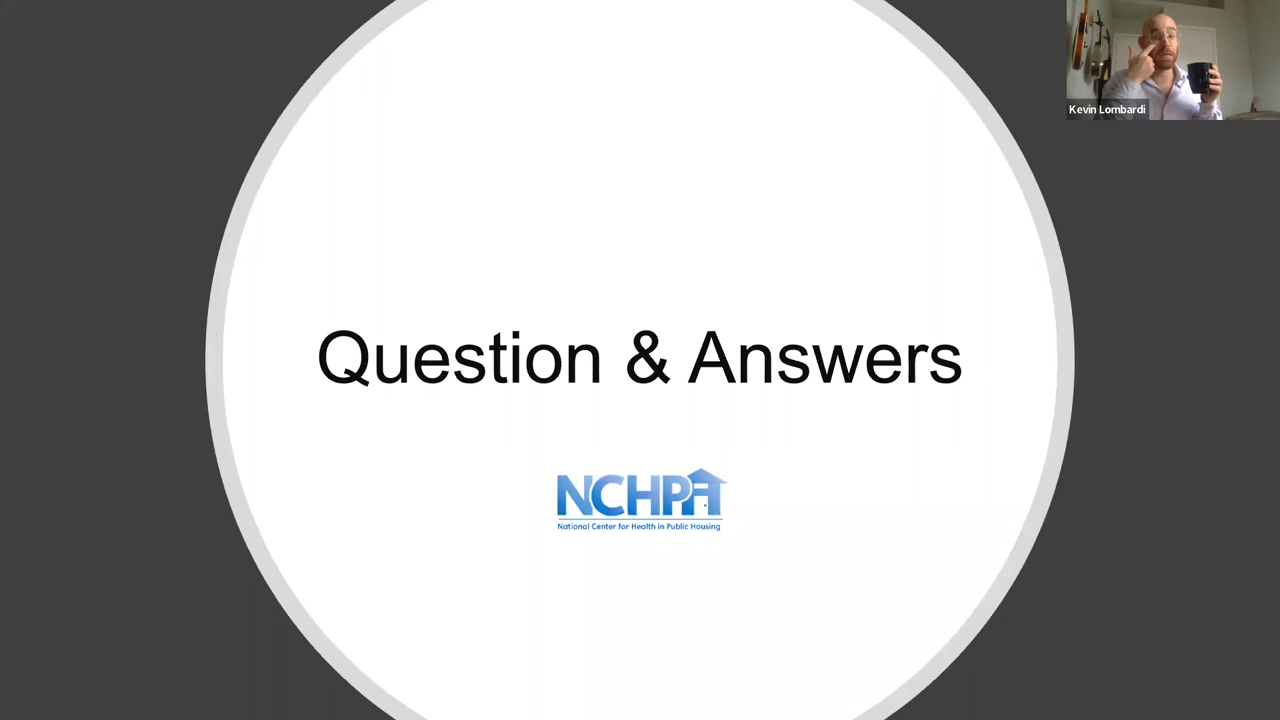 Kevin Lombardi
Question & Answers
NCHPH
National Center for Health in Public Housing